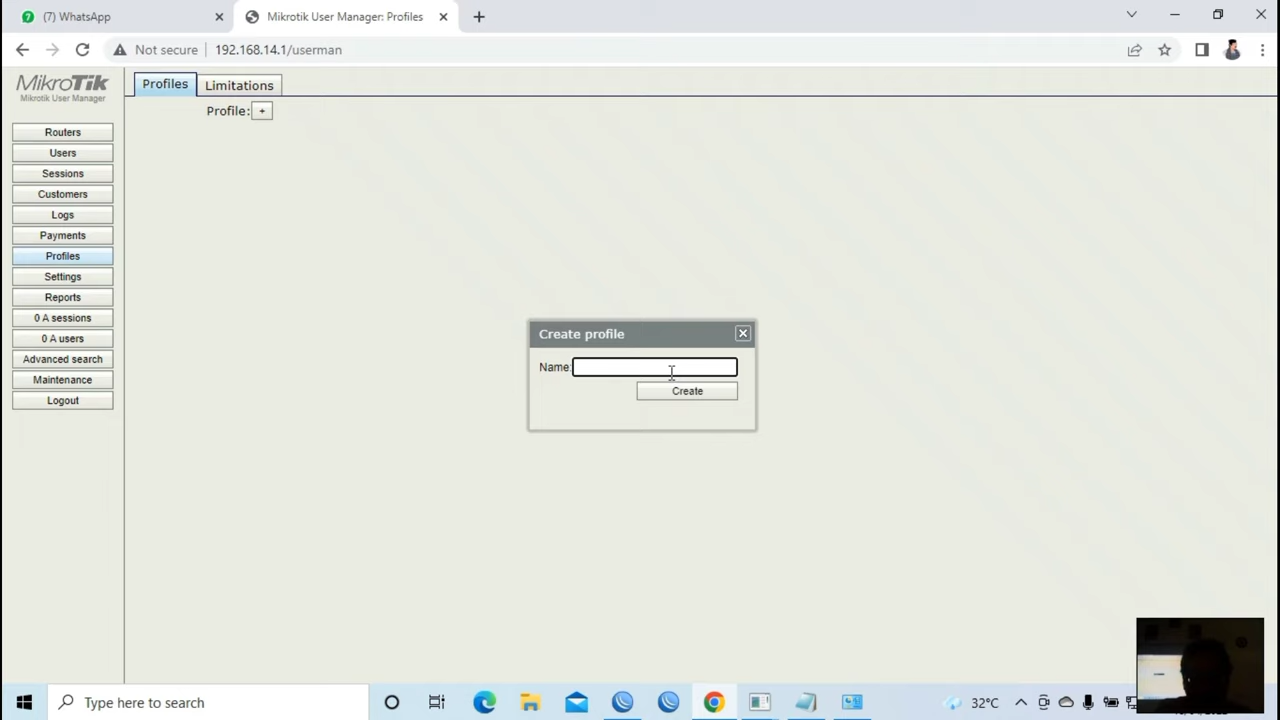 (7) WhatsApp
Mikrotik User Manager: Profiles
Not secure
192.168.14.1/userman
MikroTik
Mikrotik User Manager
Profiles
Limitations
Profile: +
Routers
Users
Sessions
Customers
Logs
Payments
Profiles
Settings
Reports
0 A sessions
0 A users
Advanced search
Maintenance
Logout
Create profile
Name:
Create
Type here to search
32°C